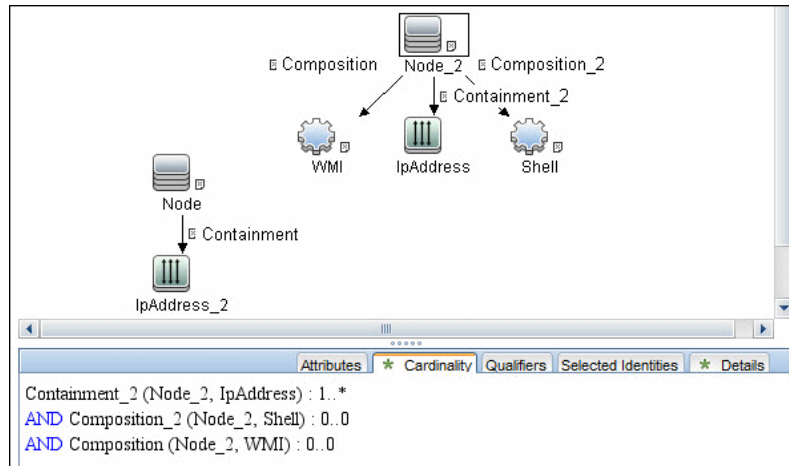 Composition Node_2 Composition_2
Containment_2
WMI IpAddress Shell
Node
Containment
IpAddress_2
Attributes * Cardinality Qualifiers Selected Identities * Details
Containment_2 (Node_2, IpAddress) : 1..*
AND Composition_2 (Node_2, Shell) : 0..0
AND Composition (Node_2, WMI) : 0..0